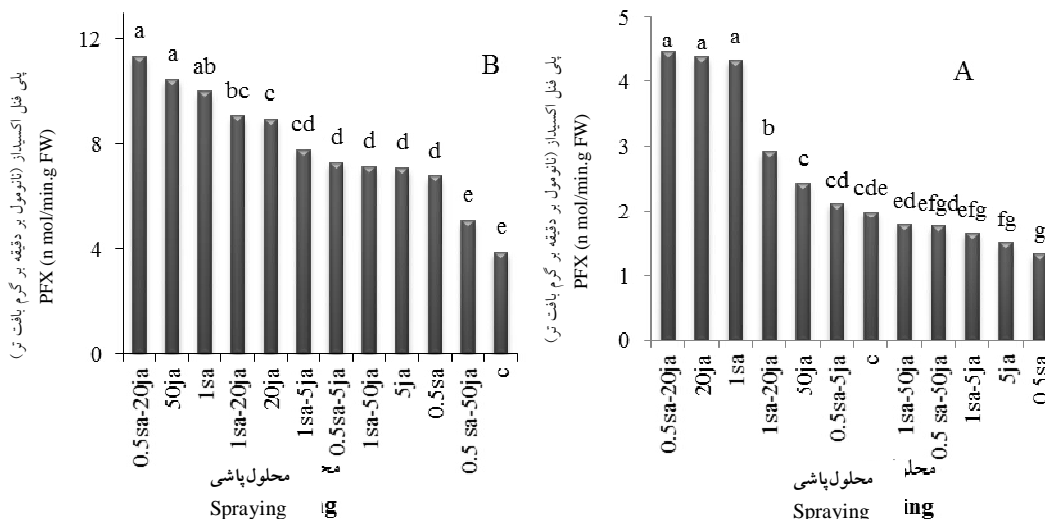 B
12
8
4
0
a
a
ab
bc
c
cd
d
d
d
d
e
e
پلی فنل اکسیداز (نانومول بر دقیقه بر گرم بافت تر)
PFX (n mol/min.g FW)
0.5sa-20ja
50ja
1sa
1sa-20ja
20ja
1sa-5ja
0.5sa-5ja
1sa-50ja
5ja
0.5sa
0.5 sa-50ja
c
محلول‌پاشی
Spraying
A
5
4
3
2
1
0
a
a
a
b
c
cd
cde
ed
efgd
efg
fg
g
پلی فنل اکسیداز (نانومول بر دقیقه بر گرم بافت تر)
PFX (n mol/min.g FW)
0.5sa-20ja
20ja
1sa
1sa-20ja
50ja
0.5sa-5ja
c
1sa-50ja
0.5 sa-50ja
1sa-5ja
5ja
0.5sa
محلول‌پاشی
Spraying